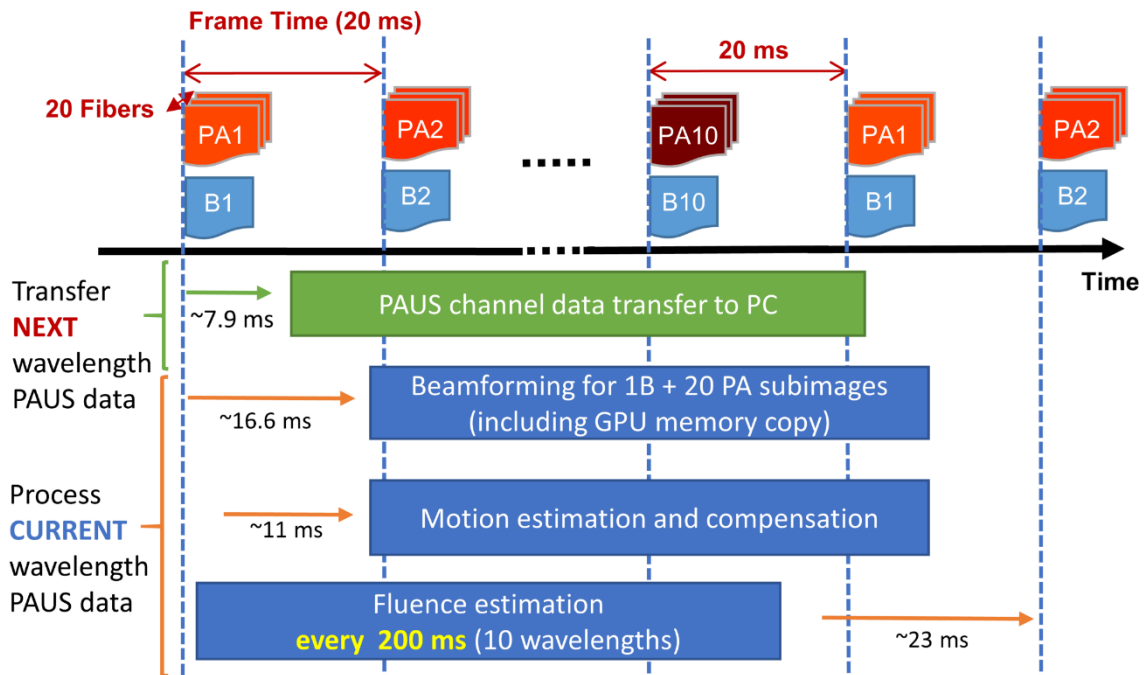 Frame Time (20 ms)
20 ms
20 Fibers
PA1
PA2
PA10
PA1
PA2
B1
B2
B10
B1
B2
Time
Transfer
NEXT
wavelength
PAUS data
~7.9 ms
PAUS channel data transfer to PC
~16.6 ms
Beamforming for 1B + 20 PA subimages
(including GPU memory copy)
Process
CURRENT
wavelength
PAUS data
~11 ms
Motion estimation and compensation
Fluence estimation
every 200 ms (10 wavelengths)
~23 ms